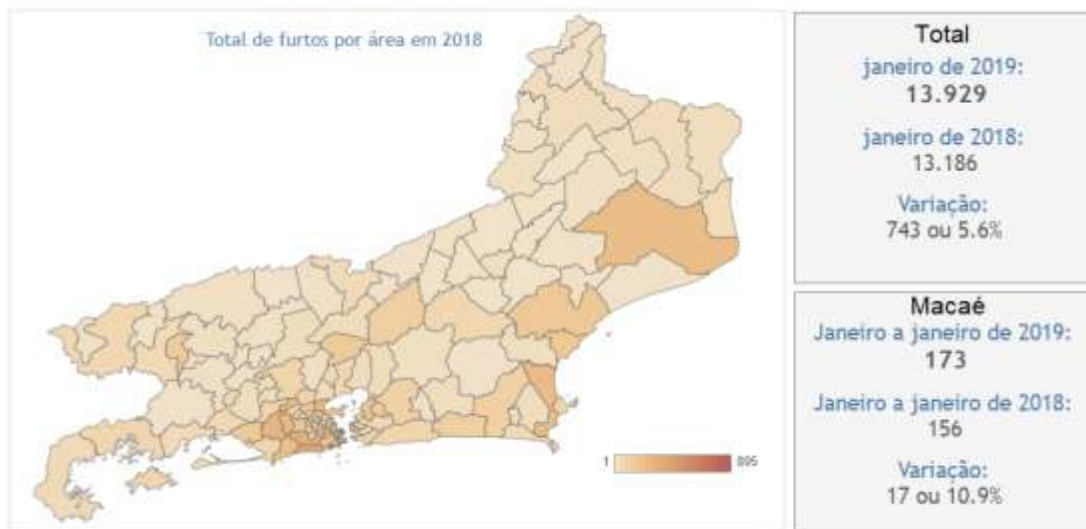 Total de furtos por área em 2018
1 895
Total
janeiro de 2019:
13.929
janeiro de 2018:
13.186
Variação:
743 ou 5.6%
Macaé
Janeiro a janeiro de 2019:
173
Janeiro a janeiro de 2018:
156
Variação:
17 ou 10.9%